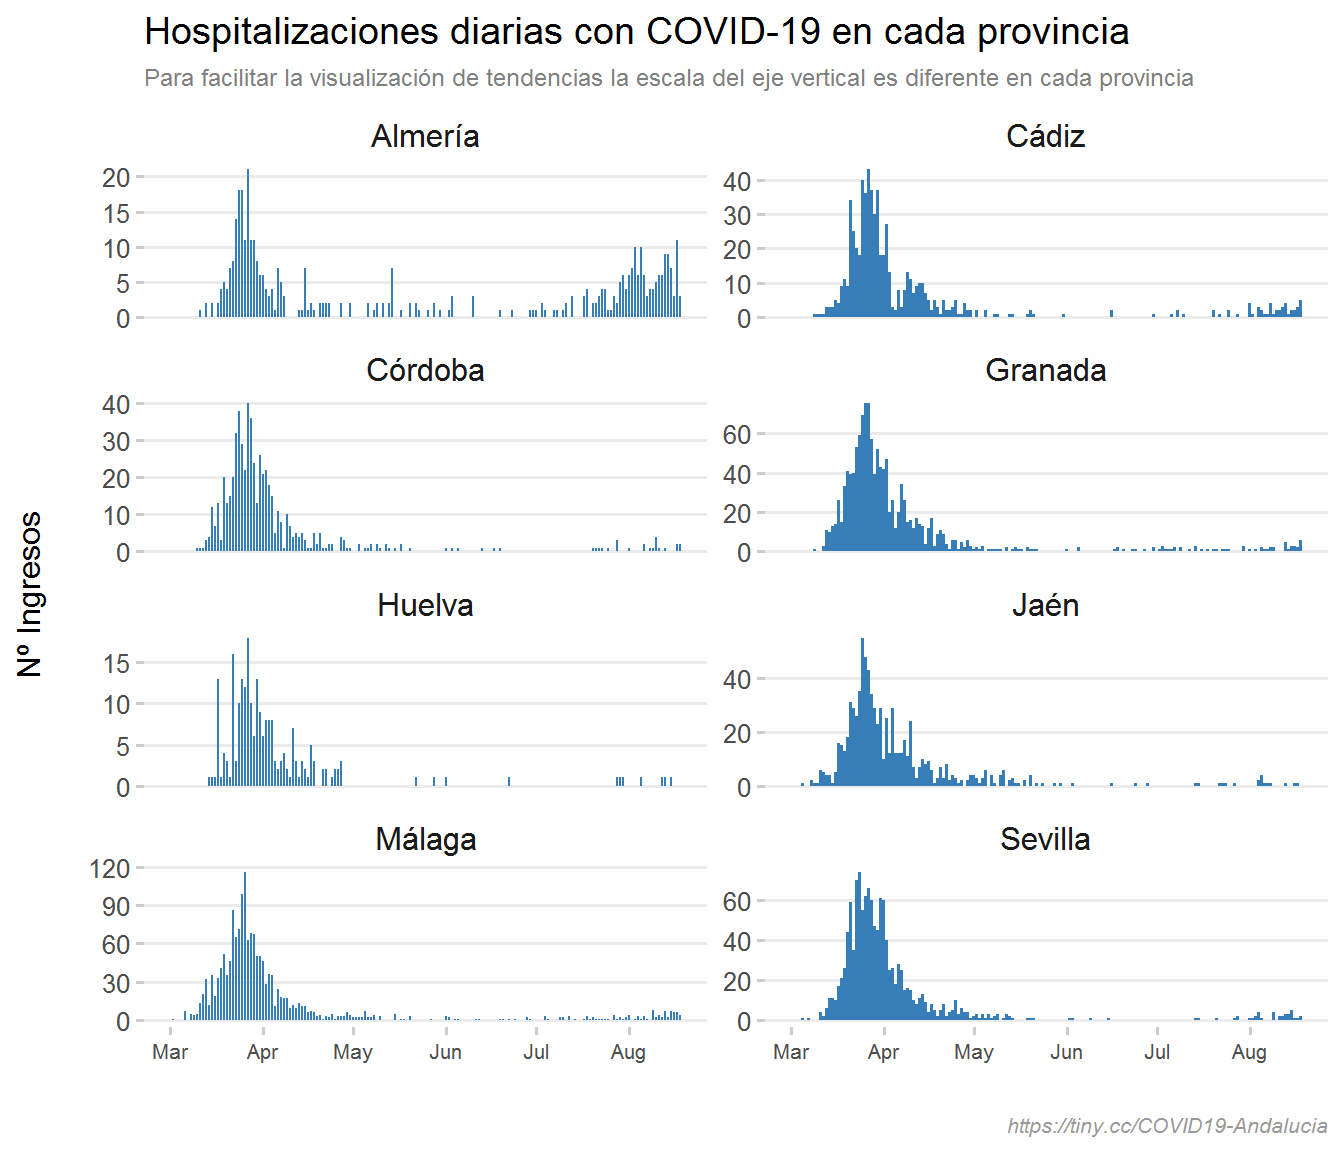 Hospitalizaciones diarias con COVID-19 en cada provincia
Para facilitar la visualización de tendencias la escala del eje vertical es diferente en cada provincia
Nº Ingresos
Almería
20
15
10
5
0
Cádiz
40
30
20
10
0
Córdoba
40
30
20
10
0
Granada
60
40
20
0
Huelva
15
10
5
0
Jaén
40
20
0
Málaga
120
90
60
30
0
Mar Apr May Jun Jul Aug
Sevilla
60
40
20
0
Mar Apr May Jun Jul Aug
https://tiny.cc/COVID19-Andalucia